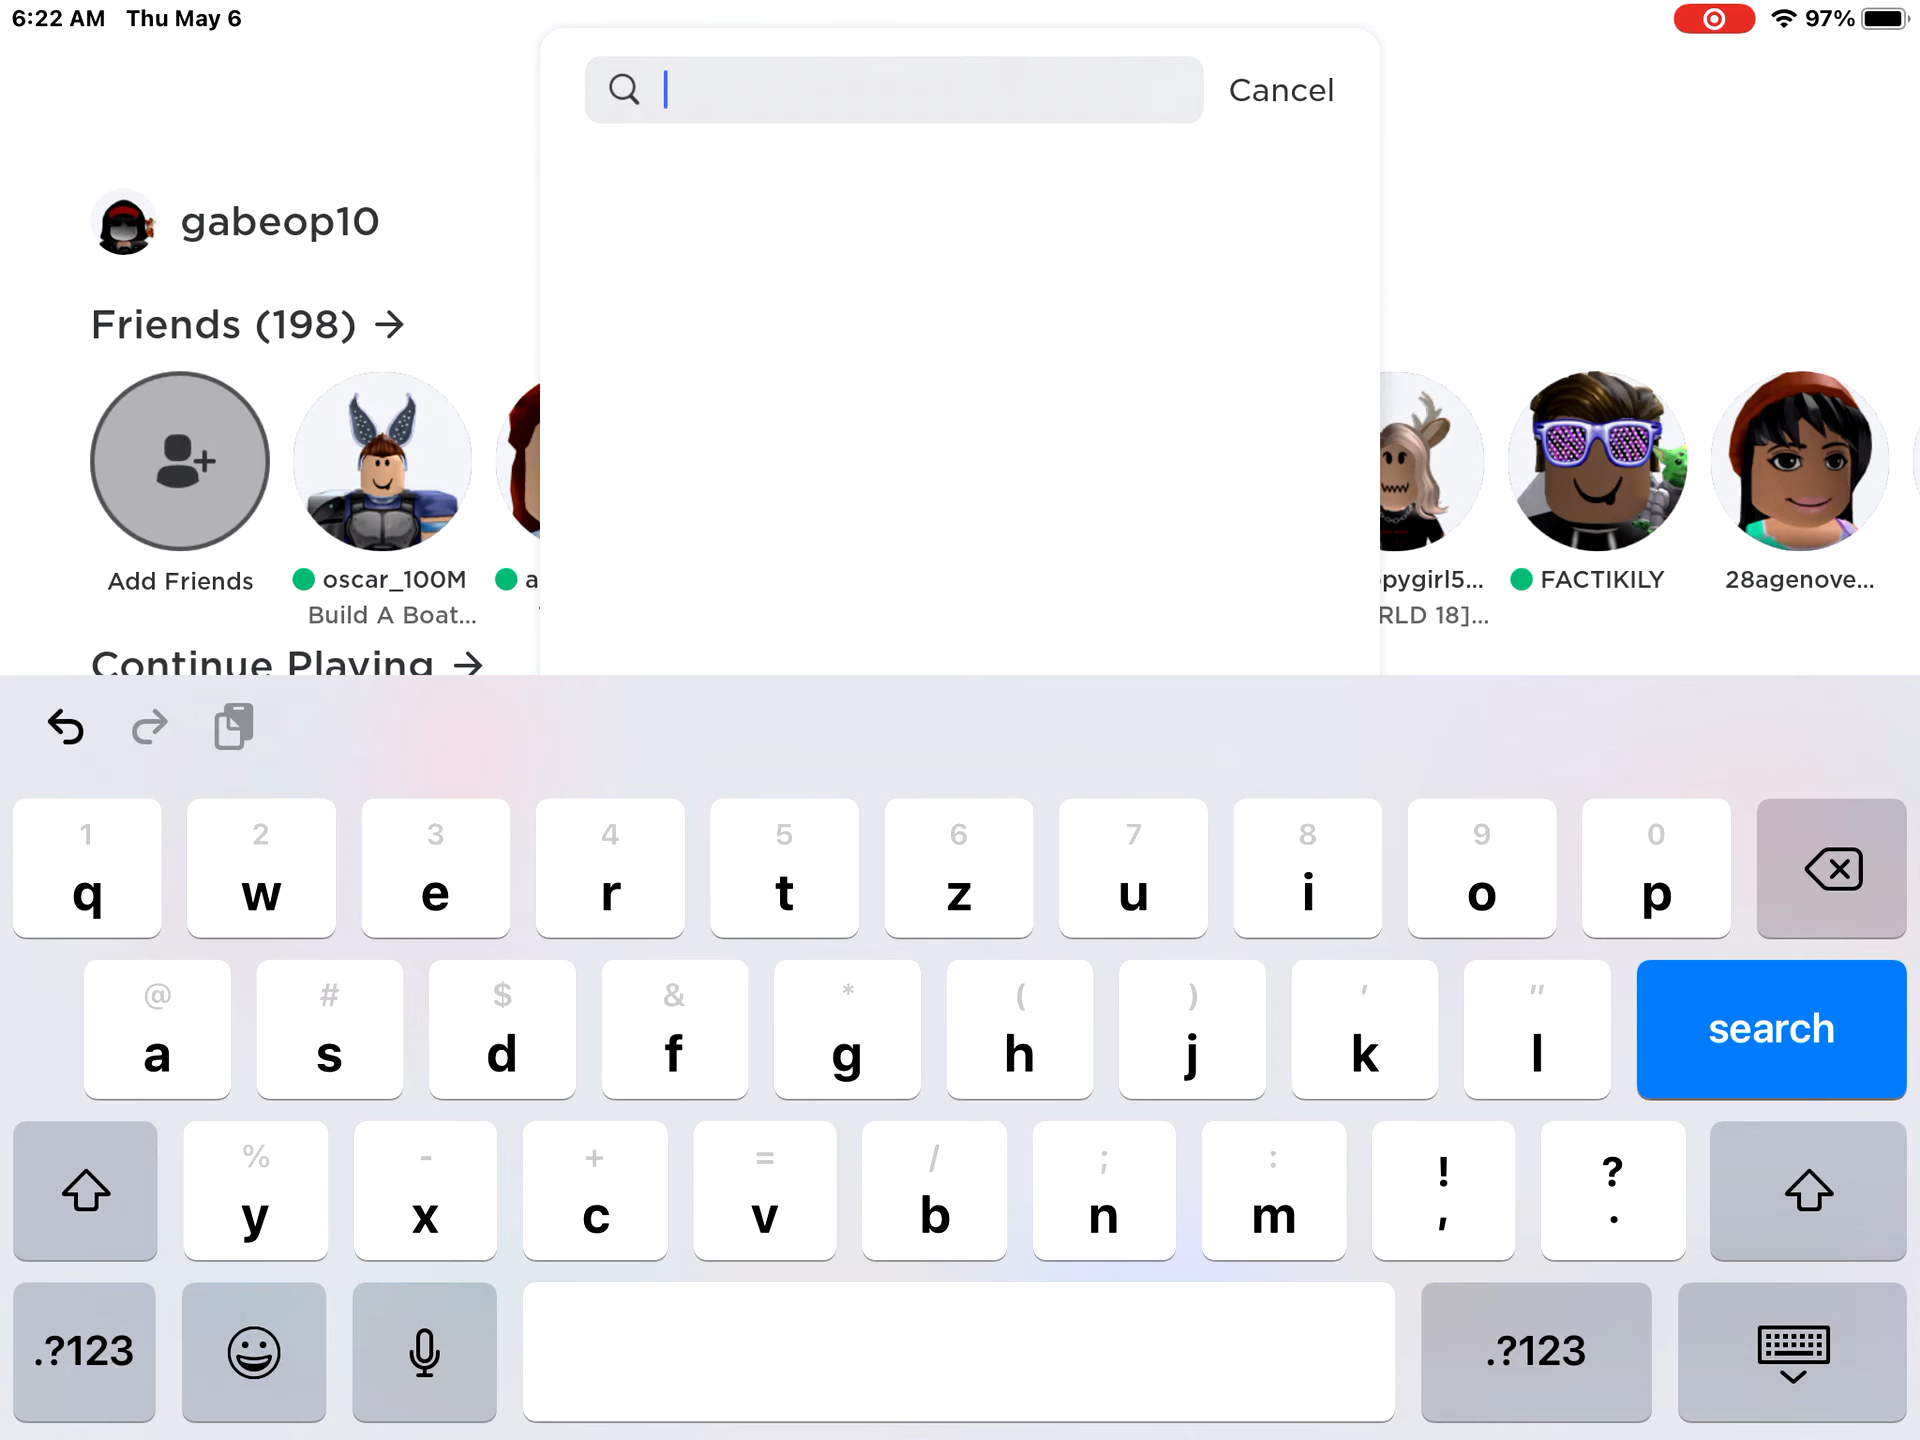 6:22 AM Thu May 6
97%
Cancel
gabeop10
Friends (198) →
Add Friends
oscar_100M
Build A Boat...
a
pygirl5...
RLD 18]...
FACTIKILY
28agenove...
Continue Playing →
1 2 3 4 5 6 7 8 9 0
q w e r t z u i o p
@ # $ & * ( ) ' "
a s d f g h j k l search
% - + = / ; : ! ?
y x c v b n m , .
.?123 .?123